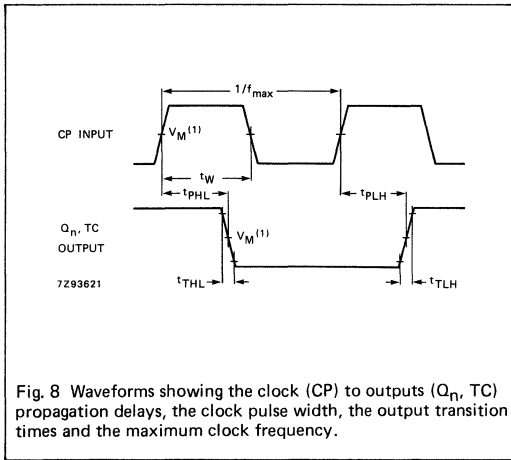 1/fmax
CP INPUT
VM(1)
tW
tPHL
tPLH
Qn, TC
OUTPUT
VM(1)
7Z93621
tTHL
tTLH
Fig. 8 Waveforms showing the clock (CP) to outputs (Qn, TC)
propagation delays, the clock pulse width, the output transition
times and the maximum clock frequency.